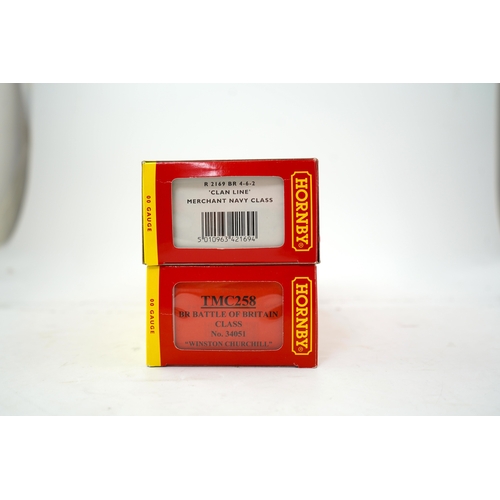 00 GAUGE
R 2169 BR 4-6-2
'CLAN LINE'
MERCHANT NAVY CLASS
5 010963 421694
HORNBY®
00 GAUGE
TMC258
BR BATTLE OF BRITAIN
CLASS
No. 34051
"WINSTON CHURCHILL"
HORNBY®